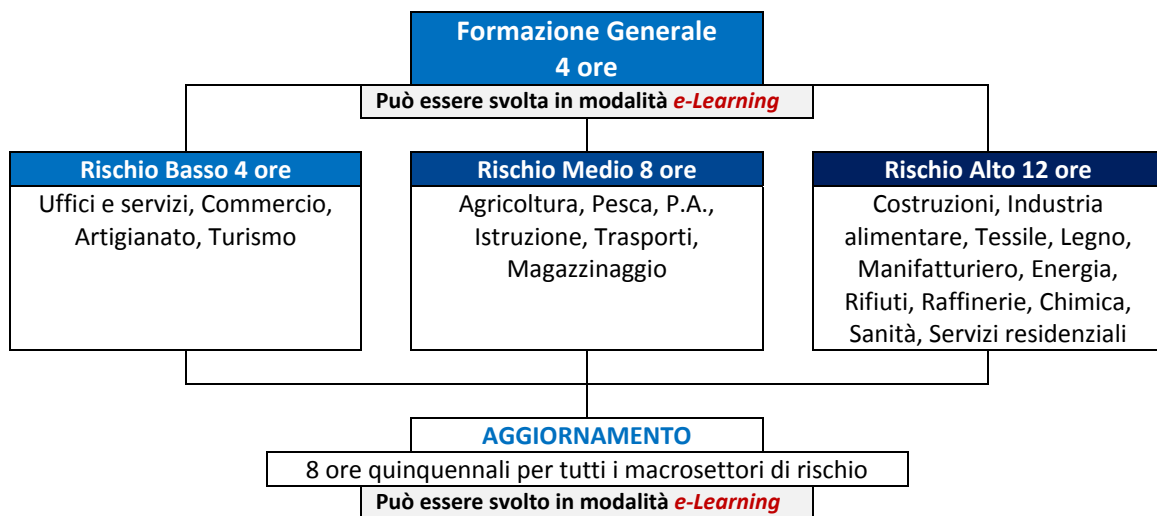 Formazione Generale
4 ore
Può essere svolta in modalità e-Learning
Rischio Basso 4 ore
Uffici e servizi, Commercio,
Artigianato, Turismo
Rischio Medio 8 ore
Agricoltura, Pesca, P.A.,
Istruzione, Trasporti,
Magazzinaggio
Rischio Alto 12 ore
Costruzioni, Industria
alimentare, Tessile, Legno,
Manifatturiero, Energia,
Rifiuti, Raffinerie, Chimica,
Sanità, Servizi residenziali
AGGIORNAMENTO
8 ore quinquennali per tutti i macrosettori di rischio
Può essere svolto in modalità e-Learning